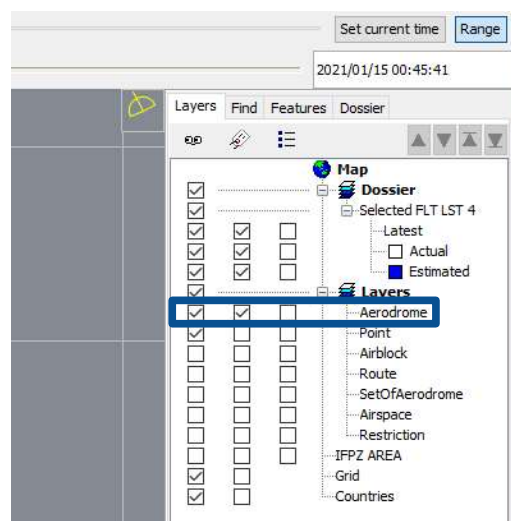 Set current time Range
2021/01/15 00:45:41
Layers Find Features Dossier
Map
Dossier
Selected FLT LST 4
Latest
Actual
Estimated
Layers
Aerodrome
Point
Airblock
Route
SetOfAerodrome
Airspace
Restriction
IFPZ AREA
Grid
Countries